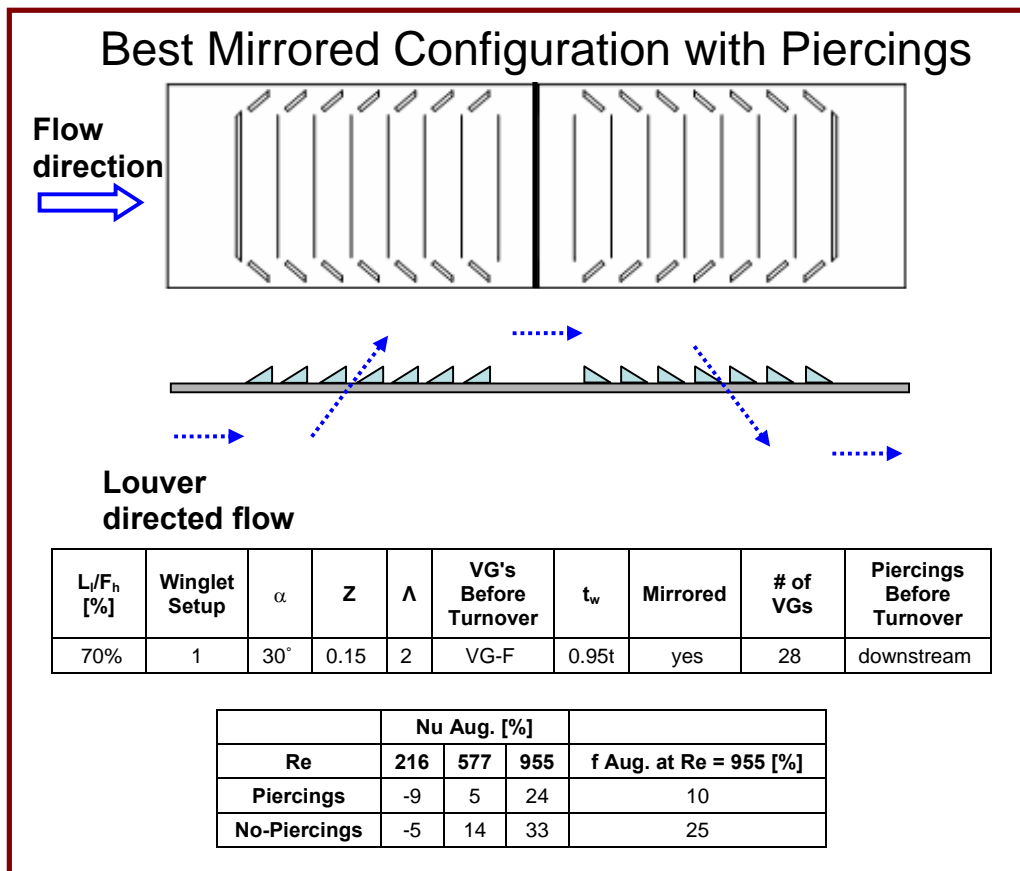 Best Mirrored Configuration with Piercings
Flow
direction
Louver
directed flow
Lₗ/Fₕ [%] Winglet Setup α Z Λ VG's Before Turnover t_w Mirrored # of VGs Piercings Before Turnover
70% 1 30˚ 0.15 2 VG-F 0.95t yes 28 downstream
Nu Aug. [%]
Re 216 577 955 f Aug. at Re = 955 [%]
Piercings -9 5 24 10
No-Piercings -5 14 33 25